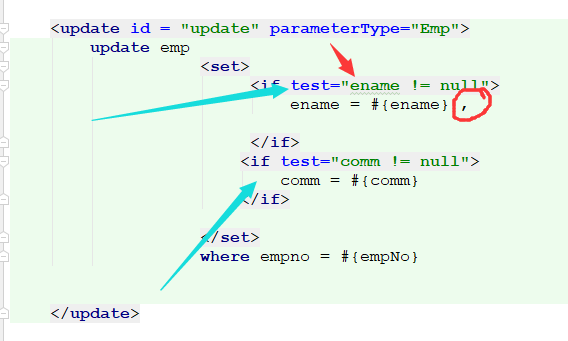 <update id = "update" parameterType="Emp">
update emp
<set>
<if test="ename != null">
ename = #{ename} ,
</if>
<if test="comm != null">
comm = #{comm}
</if>
</set>
where empno = #{empNo}
</update>